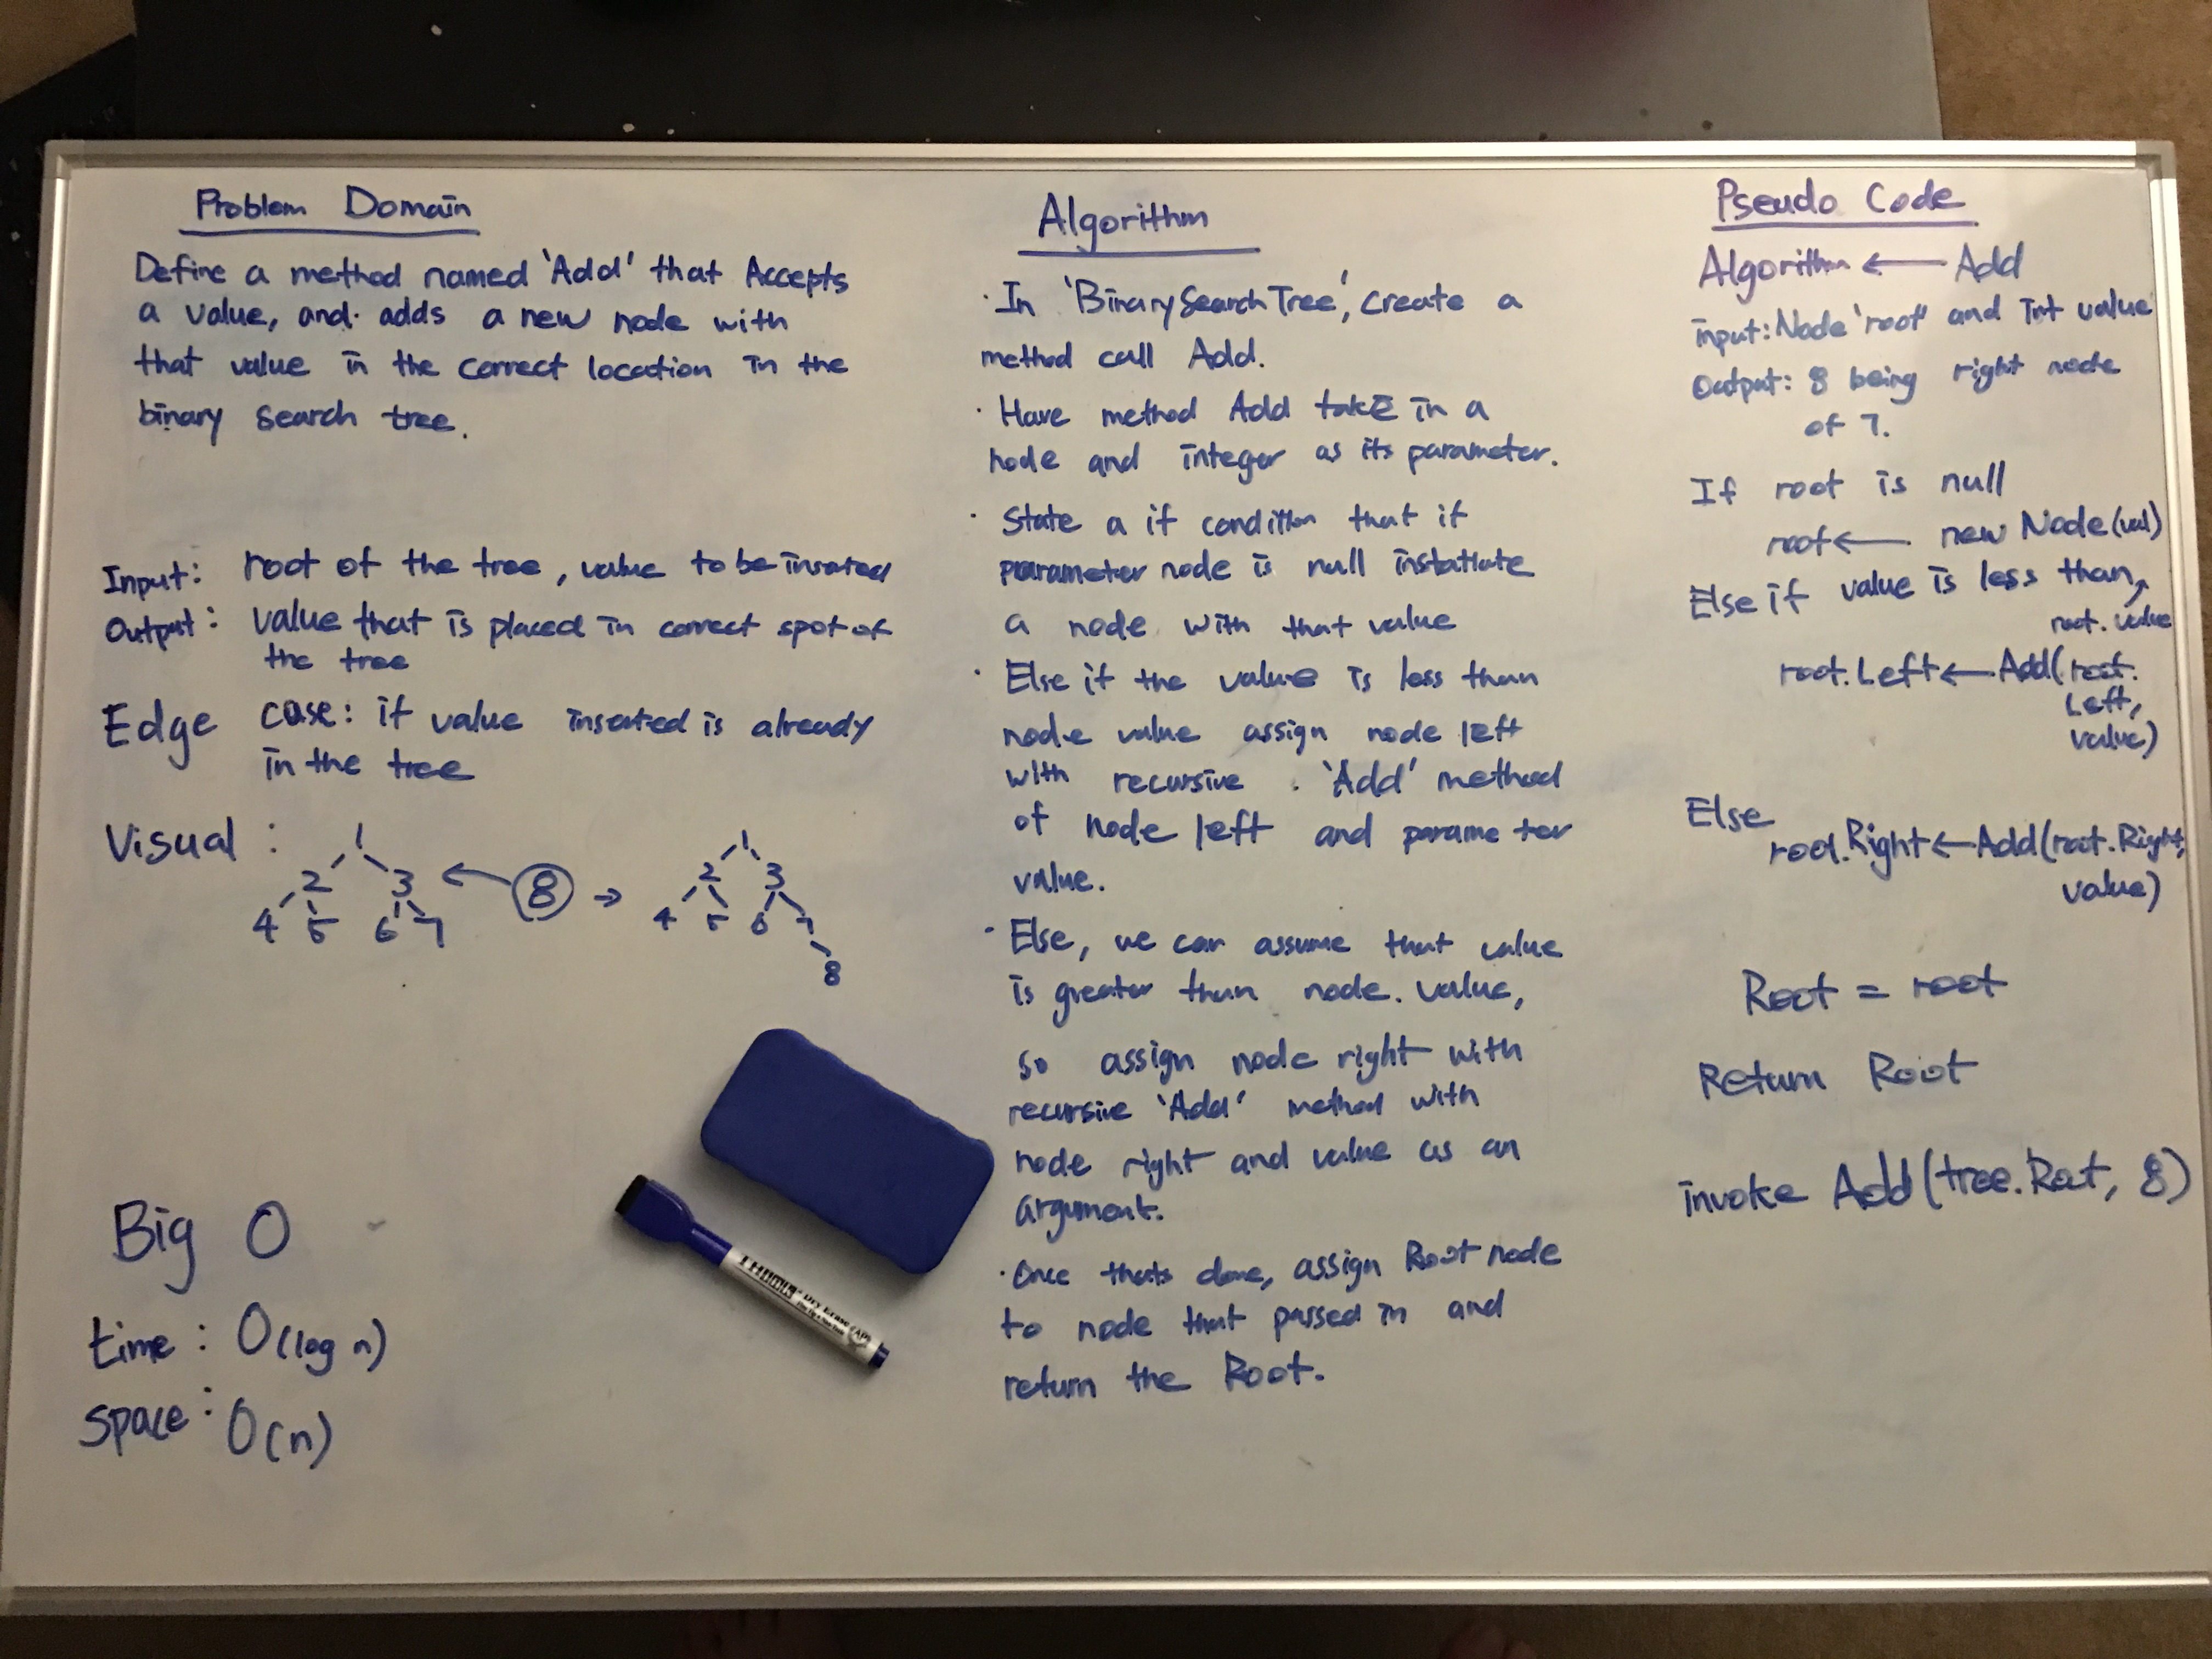 Problem Domain
Define a method named 'Add' that Accepts
a value, and adds a new node with
that value in the correct location in the
binary search tree.
Input: root of the tree, value to be insrated
Output: value that is placed in correct spot of
the tree
Edge case: if value insrated is already
in the tree
Visual:
1
2 3 ← 8 →
4 5 6 7
1
2 3
4 5 6 7
8
Big O
time: O(log n)
space: O(n)
Dry Erase
Algorithm
· In 'BinarySearchTree', create a
method call Add.
· Have method Add take in a
node and integer as its parameter.
· State a if condition that if
parameter node is null instatiate
a node with that value
· Else if the value is less than
node value assign node left
with recursive 'Add' method
of node left and parameter
value.
· Else, we can assume that value
is greater than node. value,
so assign node right with
recursive 'Add' method with
node right and value as an
argument.
· Once thats done, assign Root node
to node that passed in and
return the Root.
Pseudo Code
Algorithm ← Add
input: Node 'root' and Int value
Output: 8 being right node
of 7.
If root is null
root ← new Node(val)
Else if value is less than
root.value
root.Left ← Add(root.
Left,
value)
Else
root.Right ← Add(root.Right,
value)
Root = root
Return Root
invoke Add(tree.Root, 8)